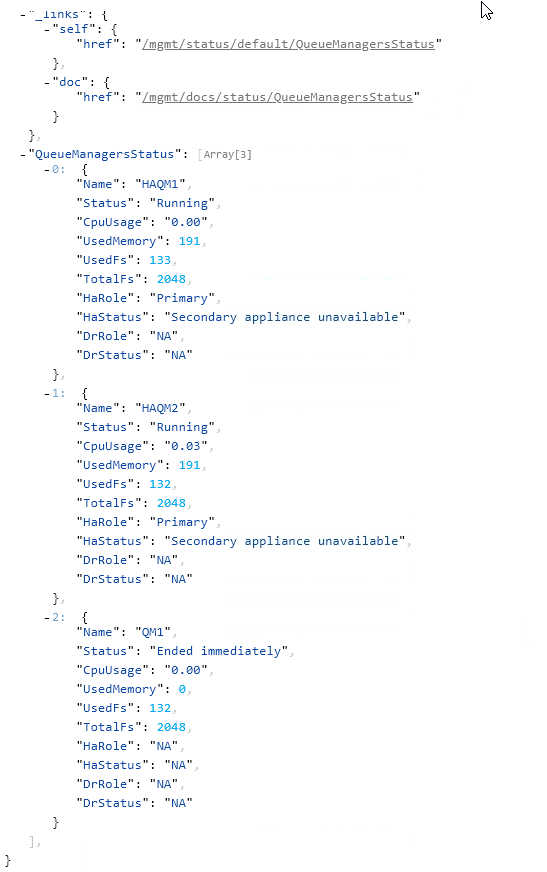 -"_links": {
-"self": {
"href": "/mgmt/status/default/QueueManagersStatus"
},
-"doc": {
"href": "/mgmt/docs/status/QueueManagersStatus"
}
},
-"QueueManagersStatus": [Array[3]
-0: {
"Name": "HAQM1",
"Status": "Running",
"CpuUsage": "0.00",
"UsedMemory": 191,
"UsedFs": 133,
"TotalFs": 2048,
"HaRole": "Primary",
"HaStatus": "Secondary appliance unavailable",
"DrRole": "NA",
"DrStatus": "NA"
},
-1: {
"Name": "HAQM2",
"Status": "Running",
"CpuUsage": "0.03",
"UsedMemory": 191,
"UsedFs": 132,
"TotalFs": 2048,
"HaRole": "Primary",
"HaStatus": "Secondary appliance unavailable",
"DrRole": "NA",
"DrStatus": "NA"
},
-2: {
"Name": "QM1",
"Status": "Ended immediately",
"CpuUsage": "0.00",
"UsedMemory": 0,
"UsedFs": 132,
"TotalFs": 2048,
"HaRole": "NA",
"HaStatus": "NA",
"DrRole": "NA",
"DrStatus": "NA"
}
],
}